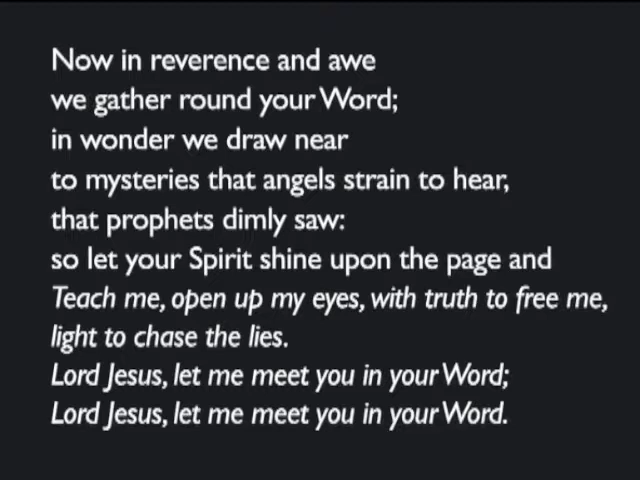 Now in reverence and awe
we gather round your Word;
in wonder we draw near
to mysteries that angels strain to hear,
that prophets dimly saw:
so let your Spirit shine upon the page and
Teach me, open up my eyes, with truth to free me,
light to chase the lies.
Lord Jesus, let me meet you in your Word;
Lord Jesus, let me meet you in your Word.